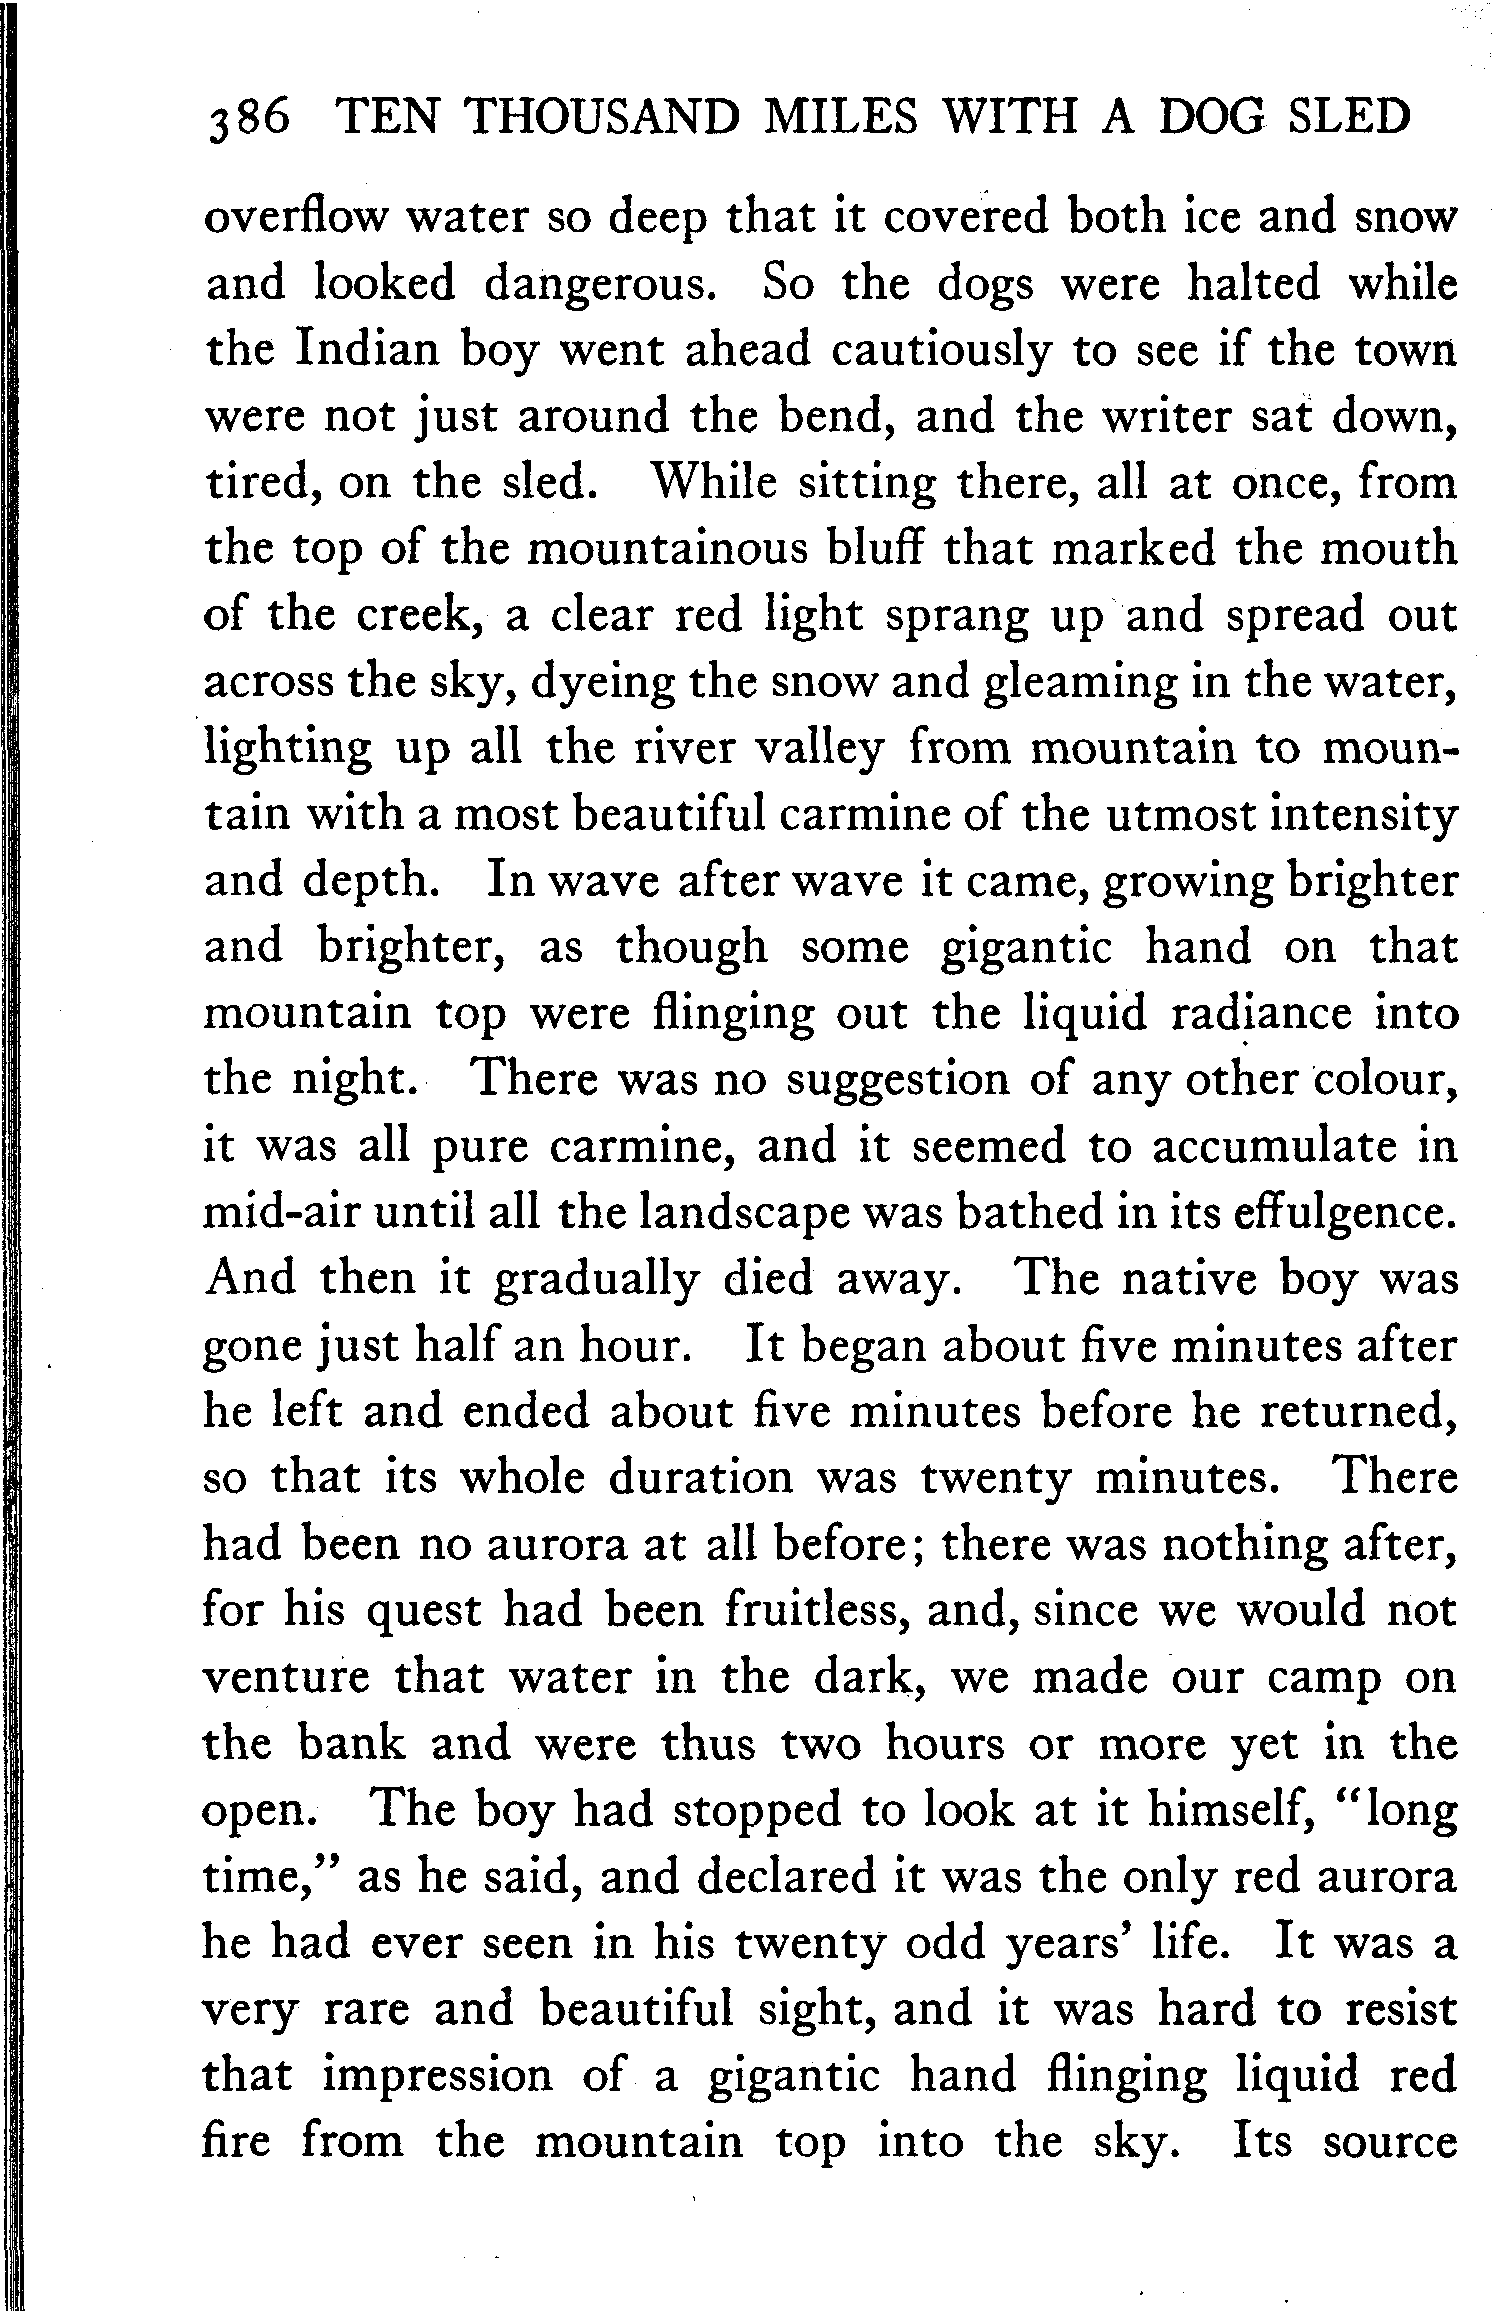 386 TEN THOUSAND MILES WITH A DOG SLED
overflow water so deep that it covered both ice and snow
and looked dangerous. So the dogs were halted while
the Indian boy went ahead cautiously to see if the town
were not just around the bend, and the writer sat down,
tired, on the sled. While sitting there, all at once, from
the top of the mountainous bluff that marked the mouth
of the creek, a clear red light sprang up and spread out
across the sky, dyeing the snow and gleaming in the water,
lighting up all the river valley from mountain to moun-
tain with a most beautiful carmine of the utmost intensity
and depth. In wave after wave it came, growing brighter
and brighter, as though some gigantic hand on that
mountain top were flinging out the liquid radiance into
the night. There was no suggestion of any other colour,
it was all pure carmine, and it seemed to accumulate in
mid-air until all the landscape was bathed in its effulgence.
And then it gradually died away. The native boy was
gone just half an hour. It began about five minutes after
he left and ended about five minutes before he returned,
so that its whole duration was twenty minutes. There
had been no aurora at all before; there was nothing after,
for his quest had been fruitless, and, since we would not
venture that water in the dark, we made our camp on
the bank and were thus two hours or more yet in the
open. The boy had stopped to look at it himself, "long
time," as he said, and declared it was the only red aurora
he had ever seen in his twenty odd years' life. It was a
very rare and beautiful sight, and it was hard to resist
that impression of a gigantic hand flinging liquid red
fire from the mountain top into the sky. Its source